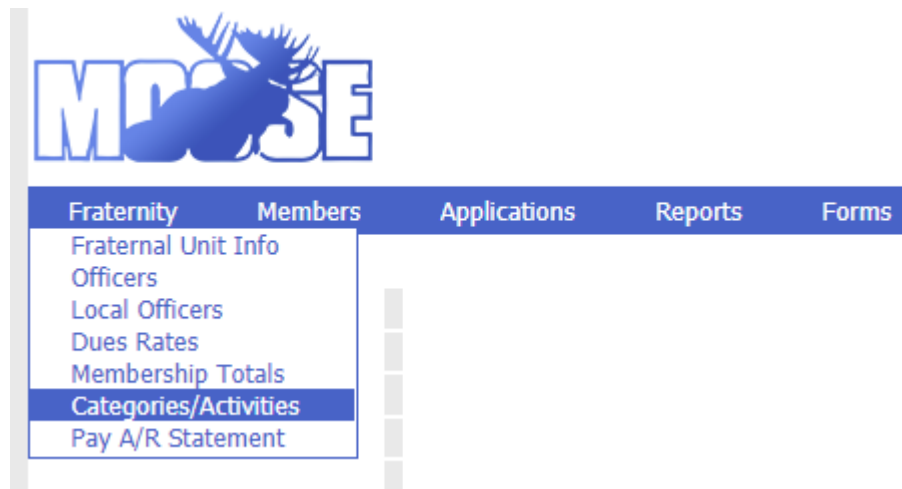 MOOSE
Fraternity Members Applications Reports Forms
Fraternal Unit Info
Officers
Local Officers
Dues Rates
Membership Totals
Categories/Activities
Pay A/R Statement